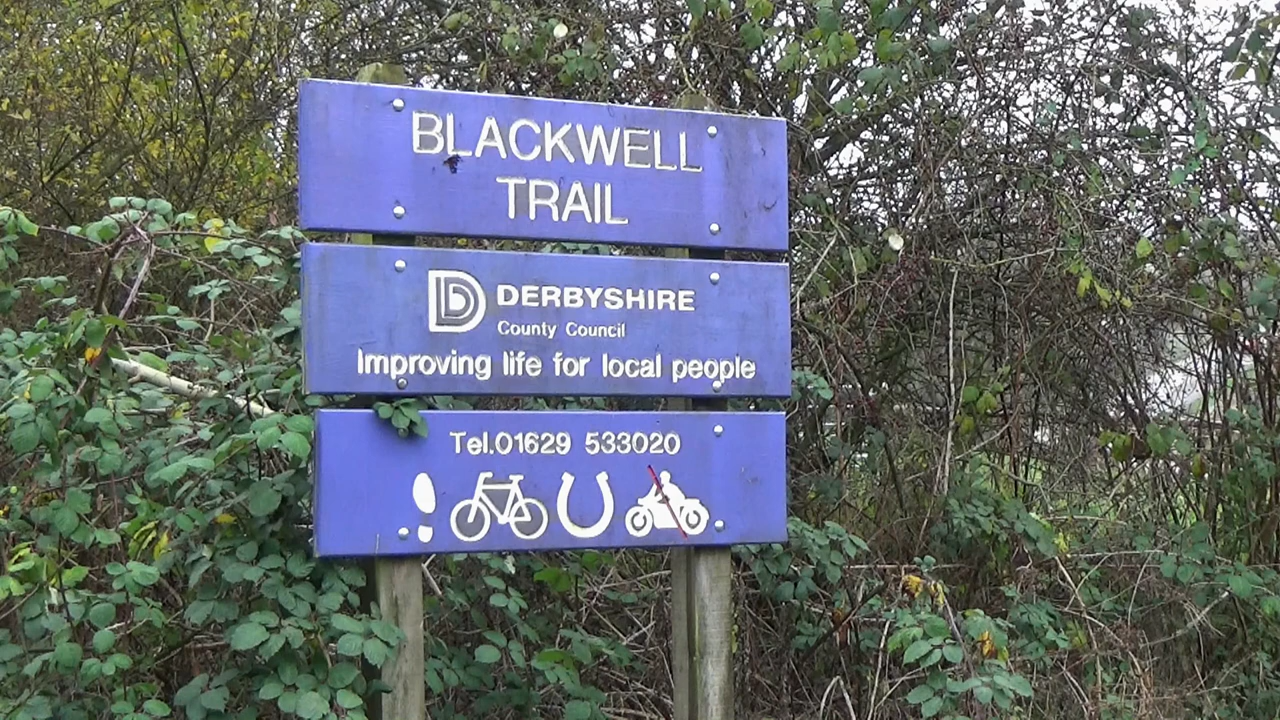 BLACKWELL
TRAIL
D DERBYSHIRE
County Council
Improving life for local people
Tel.01629 533020